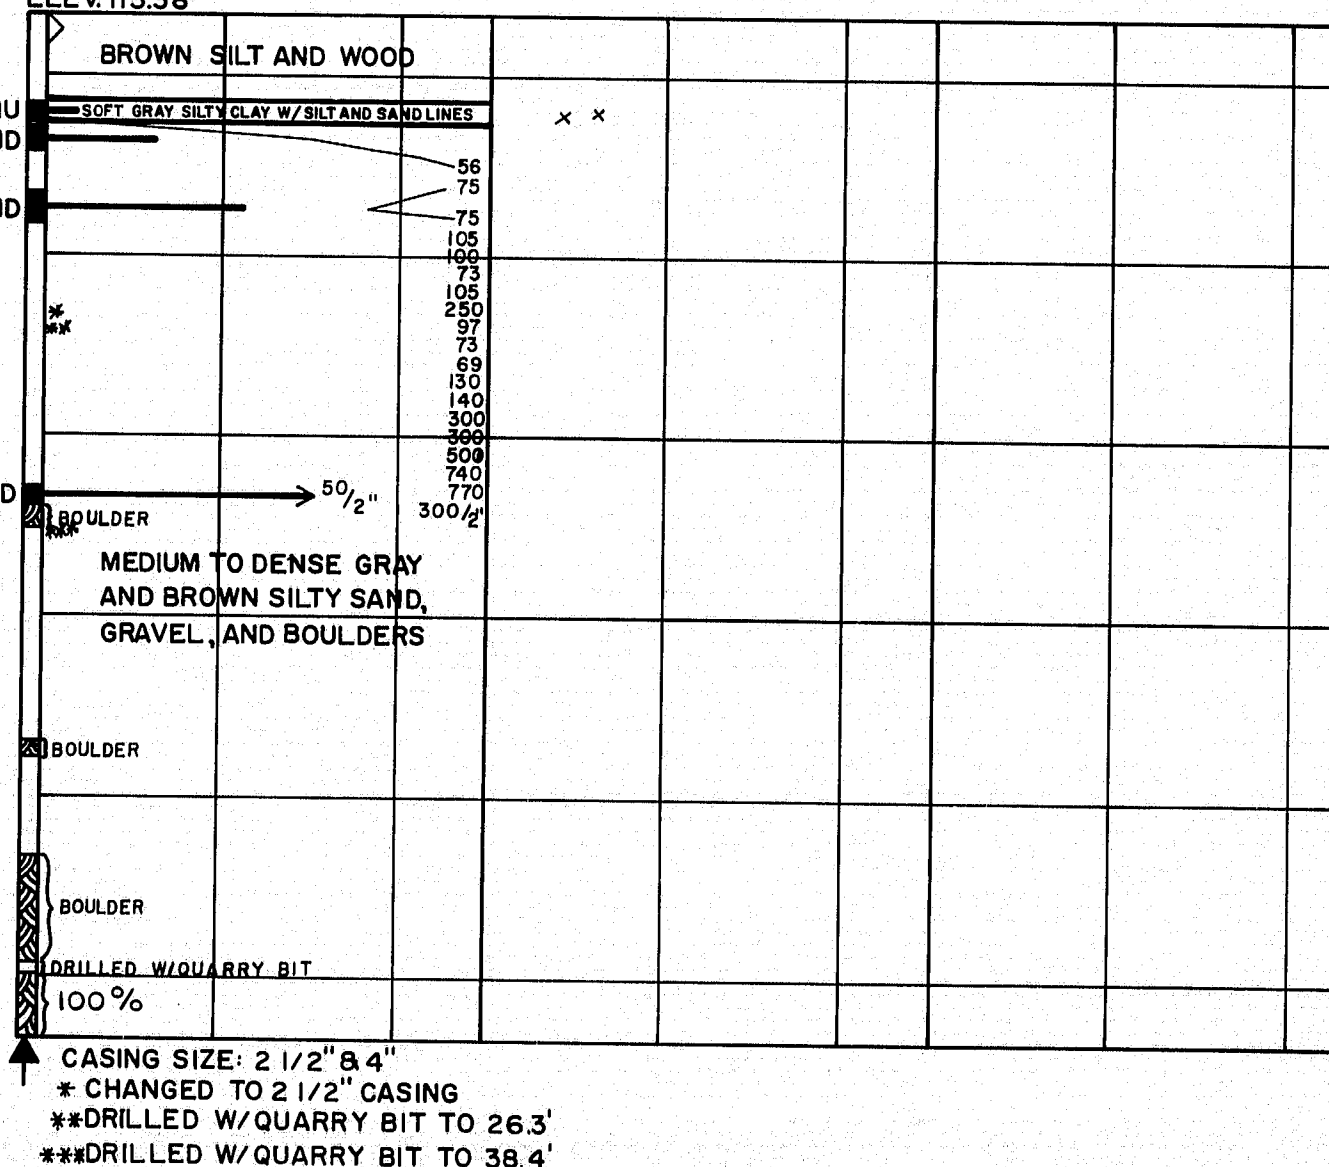 ELEV. 113.38
BROWN SILT AND WOOD
U
SOFT GRAY SILTY CLAY W/ SILT AND SAND LINES
x x
D
56
75
D
75
105
100
73
105
*
250
**
97
73
69
130
140
300
300
500
740
D
50/2"
770
300/2"
BOULDER
***
MEDIUM TO DENSE GRAY
AND BROWN SILTY SAND,
GRAVEL, AND BOULDERS
BOULDER
BOULDER
DRILLED W/QUARRY BIT
100%
CASING SIZE: 2 1/2" & 4"
* CHANGED TO 2 1/2" CASING
**DRILLED W/QUARRY BIT TO 26.3'
***DRILLED W/QUARRY BIT TO 38.4'